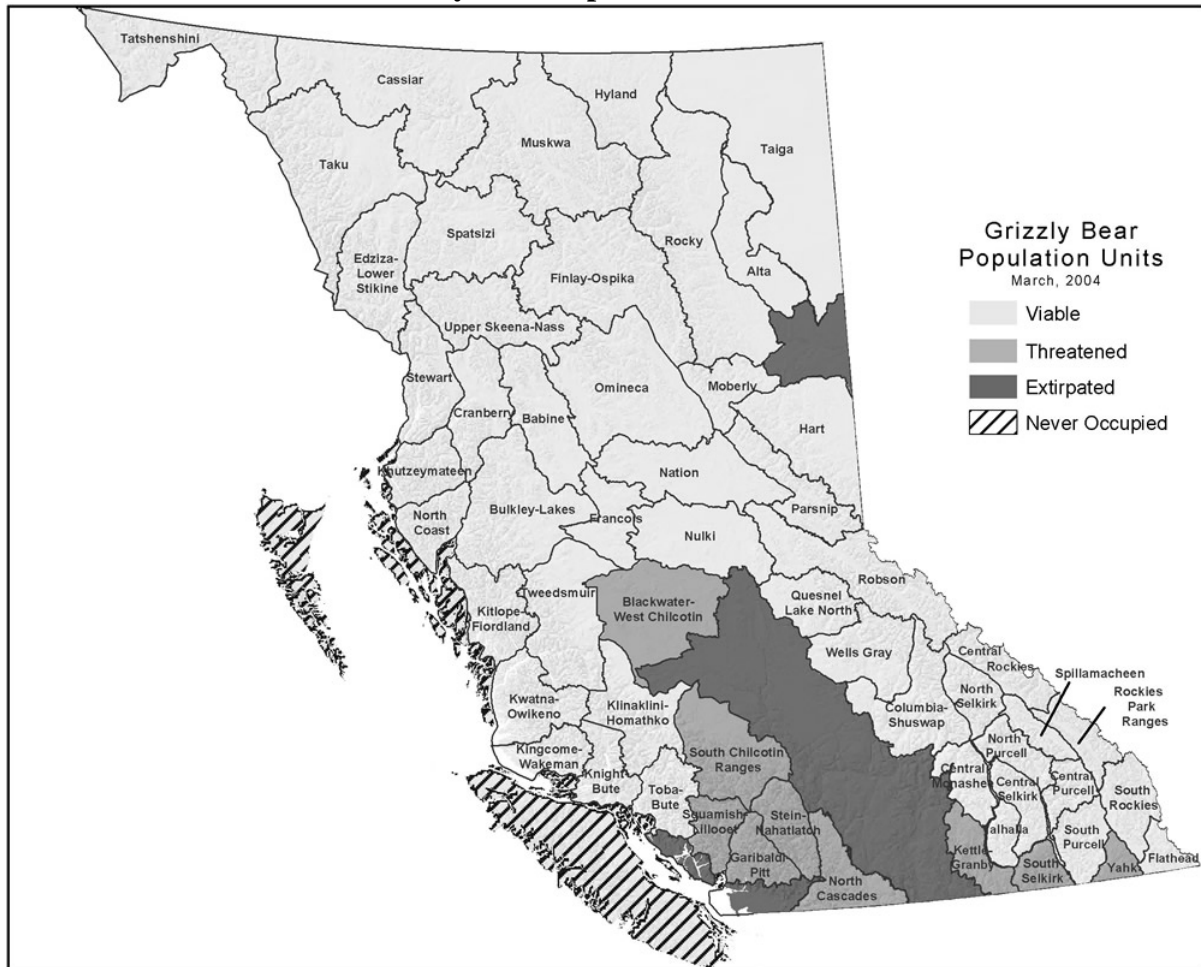 Tatshenshini
Cassiar
Hyland
Muskwa
Taiga
Taku
Spatsizi
Rocky
Edziza-
Lower
Stikine
Finlay-Ospika
Alta
Upper Skeena-Nass
Stewart
Omineca
Moberly
Cranberry
Babine
Hart
Khutzeymateen
Nation
North
Coast
Bulkley-Lakes
Francois
Parsnip
Nulki
Robson
Tweedsmuir
Blackwater-
West Chilcotin
Quesnel
Lake North
Kitlope-
Fiordland
Wells Gray
Central
Rockies
Spillamacheen
Rockies
Park
Ranges
North
Selkirk
Kwatna-
Owikeno
Klinaklini-
Homathko
Columbia-
Shuswap
North
Purcell
Kingcome-
Wakeman
South Chilcotin
Ranges
Knight-
Bute
Toba-
Bute
Central
Monashee
Central
Selkirk
Central
Purcell
South
Rockies
Squamish-
Lillooet
Stein-
Nahatlatch
Valhalla
South
Purcell
Garibaldi-
Pitt
Kettle-
Granby
South
Selkirk
Yahk
Flathead
North
Cascades
Grizzly Bear
Population Units
March, 2004
Viable
Threatened
Extirpated
Never Occupied